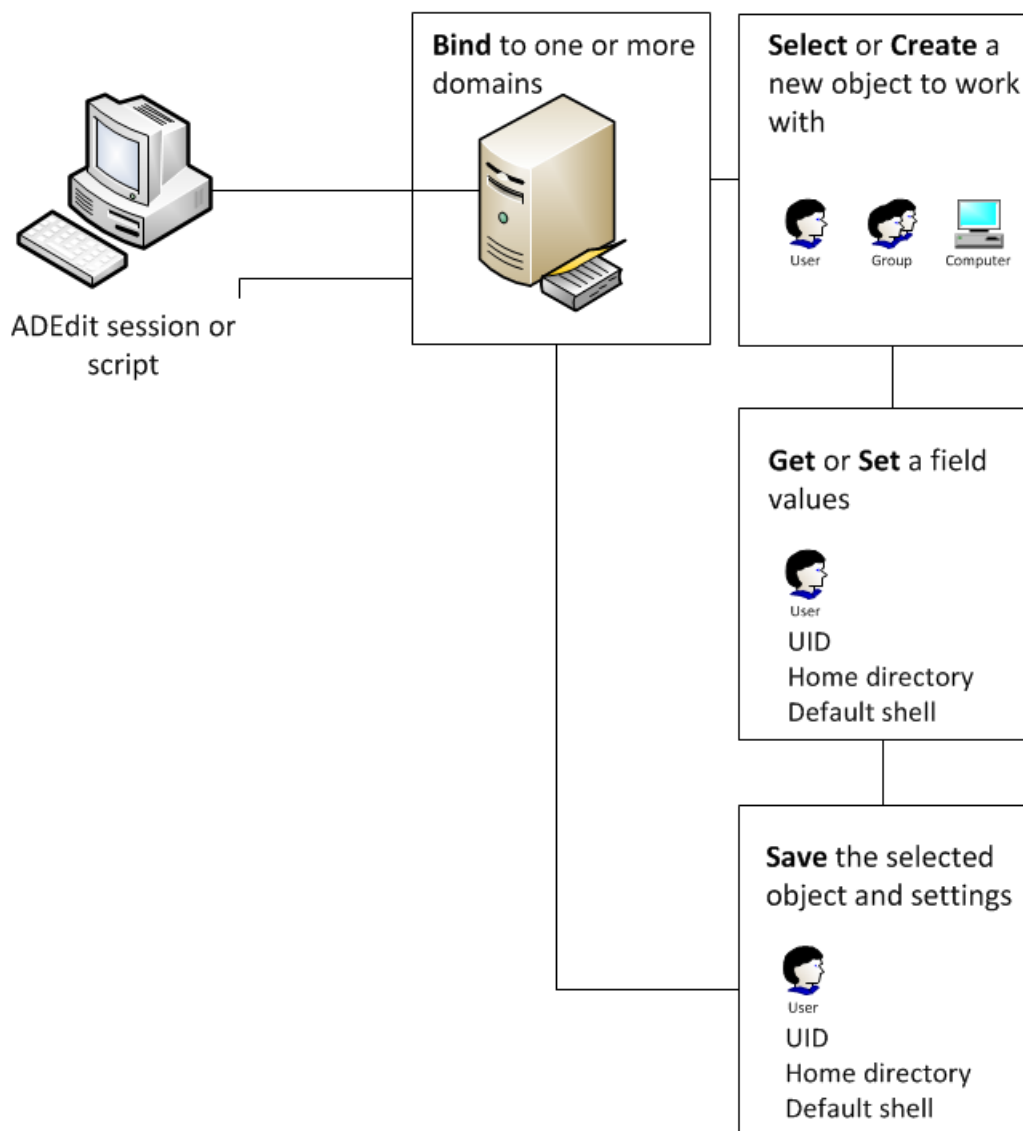 Bind to one or more
domains
Select or Create a
new object to work
with
User
Group
Computer
ADEdit session or
script
Get or Set a field
values
User
UID
Home directory
Default shell
Save the selected
object and settings
User
UID
Home directory
Default shell